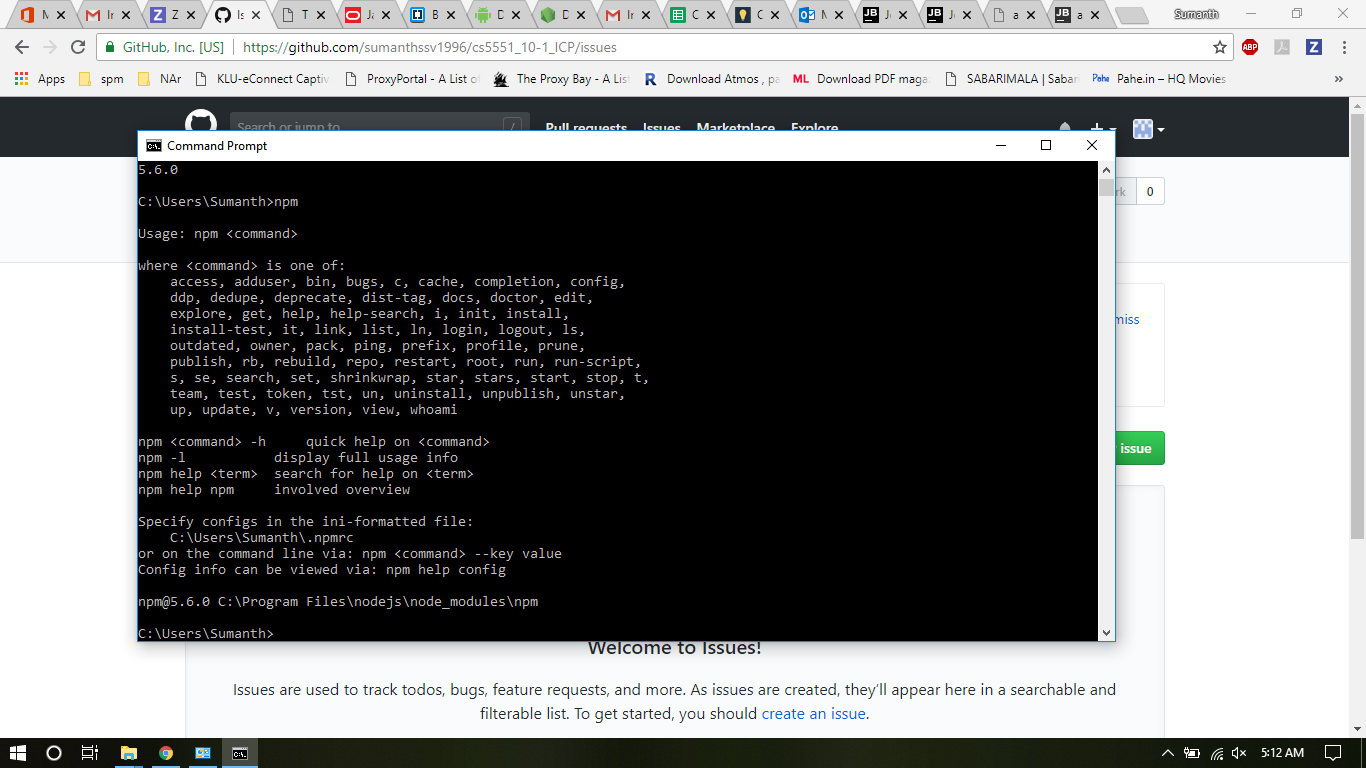 M
In
Z
Is
T
Ja
B
D
D
In
C
C
M
Je
Je
a
a
Sumanth
GitHub, Inc. [US] | https://github.com/sumanthssv1996/cs5551_10-1_ICP/issues
ABP
Z
Apps spm NAr KLU-eConnect Captiv ProxyPortal - A List of The Proxy Bay - A List Download Atmos , pa ML Download PDF maga SABARIMALA | Sabar Pahe Pahe.in – HQ Movies »
Search or jump to
Pull requests Issues Marketplace Explore
Command Prompt
rk 0
miss
issue
5.6.0
C:\Users\Sumanth>npm
Usage: npm <command>
where <command> is one of:
access, adduser, bin, bugs, c, cache, completion, config,
ddp, dedupe, deprecate, dist-tag, docs, doctor, edit,
explore, get, help, help-search, i, init, install,
install-test, it, link, list, ln, login, logout, ls,
outdated, owner, pack, ping, prefix, profile, prune,
publish, rb, rebuild, repo, restart, root, run, run-script,
s, se, search, set, shrinkwrap, star, stars, start, stop, t,
team, test, token, tst, un, uninstall, unpublish, unstar,
up, update, v, version, view, whoami
npm <command> -h quick help on <command>
npm -l display full usage info
npm help <term> search for help on <term>
npm help npm involved overview
Specify configs in the ini-formatted file:
C:\Users\Sumanth\.npmrc
or on the command line via: npm <command> --key value
Config info can be viewed via: npm help config
npm@5.6.0 C:\Program Files\nodejs\node_modules\npm
C:\Users\Sumanth>
Welcome to Issues!
Issues are used to track todos, bugs, feature requests, and more. As issues are created, they’ll appear here in a searchable and
filterable list. To get started, you should create an issue.
5:12 AM